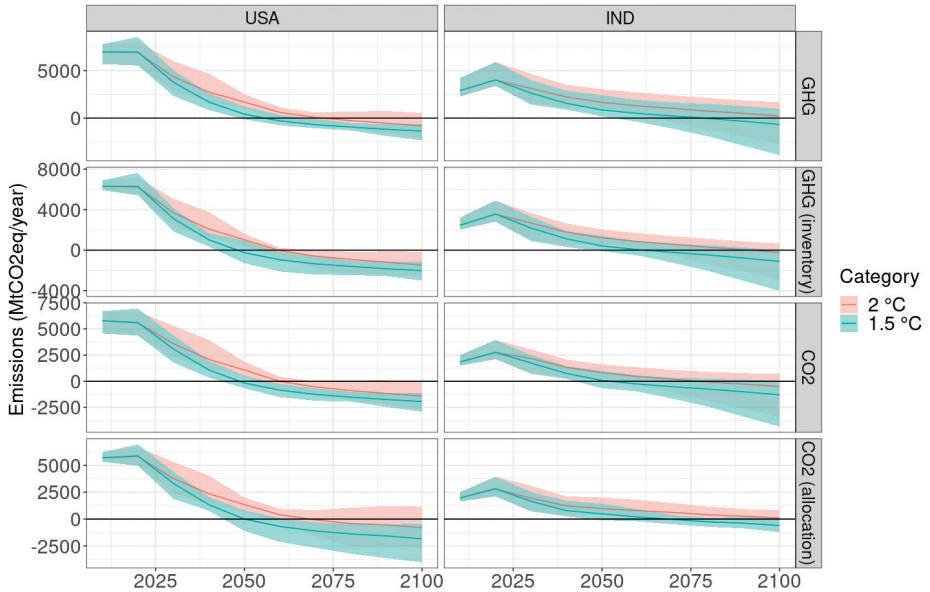 USA
IND
Emissions (MtCO2eq/year)
5000
0
GHG
8000
4000
0
-4000
GHG (inventory)
7500
5000
2500
0
-2500
CO2
5000
2500
0
-2500
CO2 (allocation)
2025
2050
2075
2100
2025
2050
2075
2100
Category
2 °C
1.5 °C